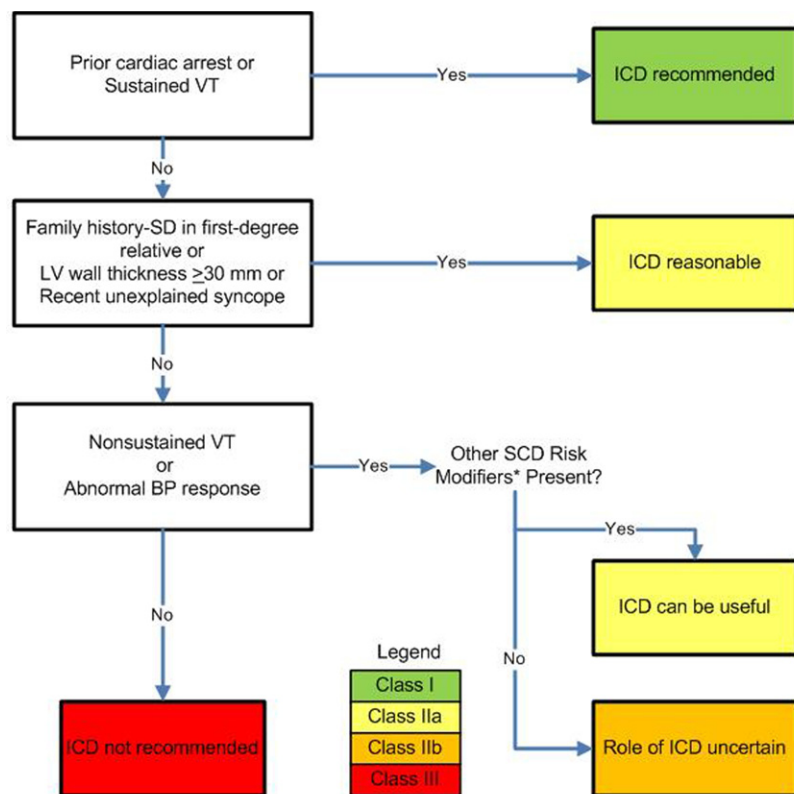 Prior cardiac arrest or
Sustained VT
Yes
ICD recommended
No
Family history-SD in first-degree
relative or
LV wall thickness ≥30 mm or
Recent unexplained syncope
Yes
ICD reasonable
No
Nonsustained VT
or
Abnormal BP response
Yes
Other SCD Risk
Modifiers* Present?
Yes
ICD can be useful
No
No
Legend
Class I
Class IIa
Class IIb
Class III
ICD not recommended
Role of ICD uncertain